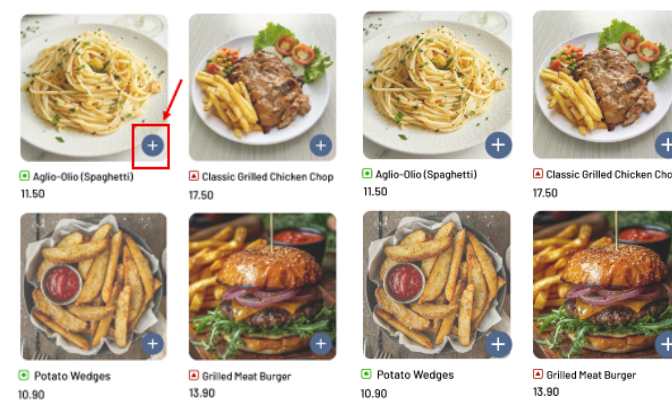 Aglio-Olio (Spaghetti)
11.50
Classic Grilled Chicken Chop
17.50
Aglio-Olio (Spaghetti)
11.50
Classic Grilled Chicken Cho
17.50
Potato Wedges
10.90
Grilled Meat Burger
13.90
Potato Wedges
10.90
Grilled Meat Burger
13.90